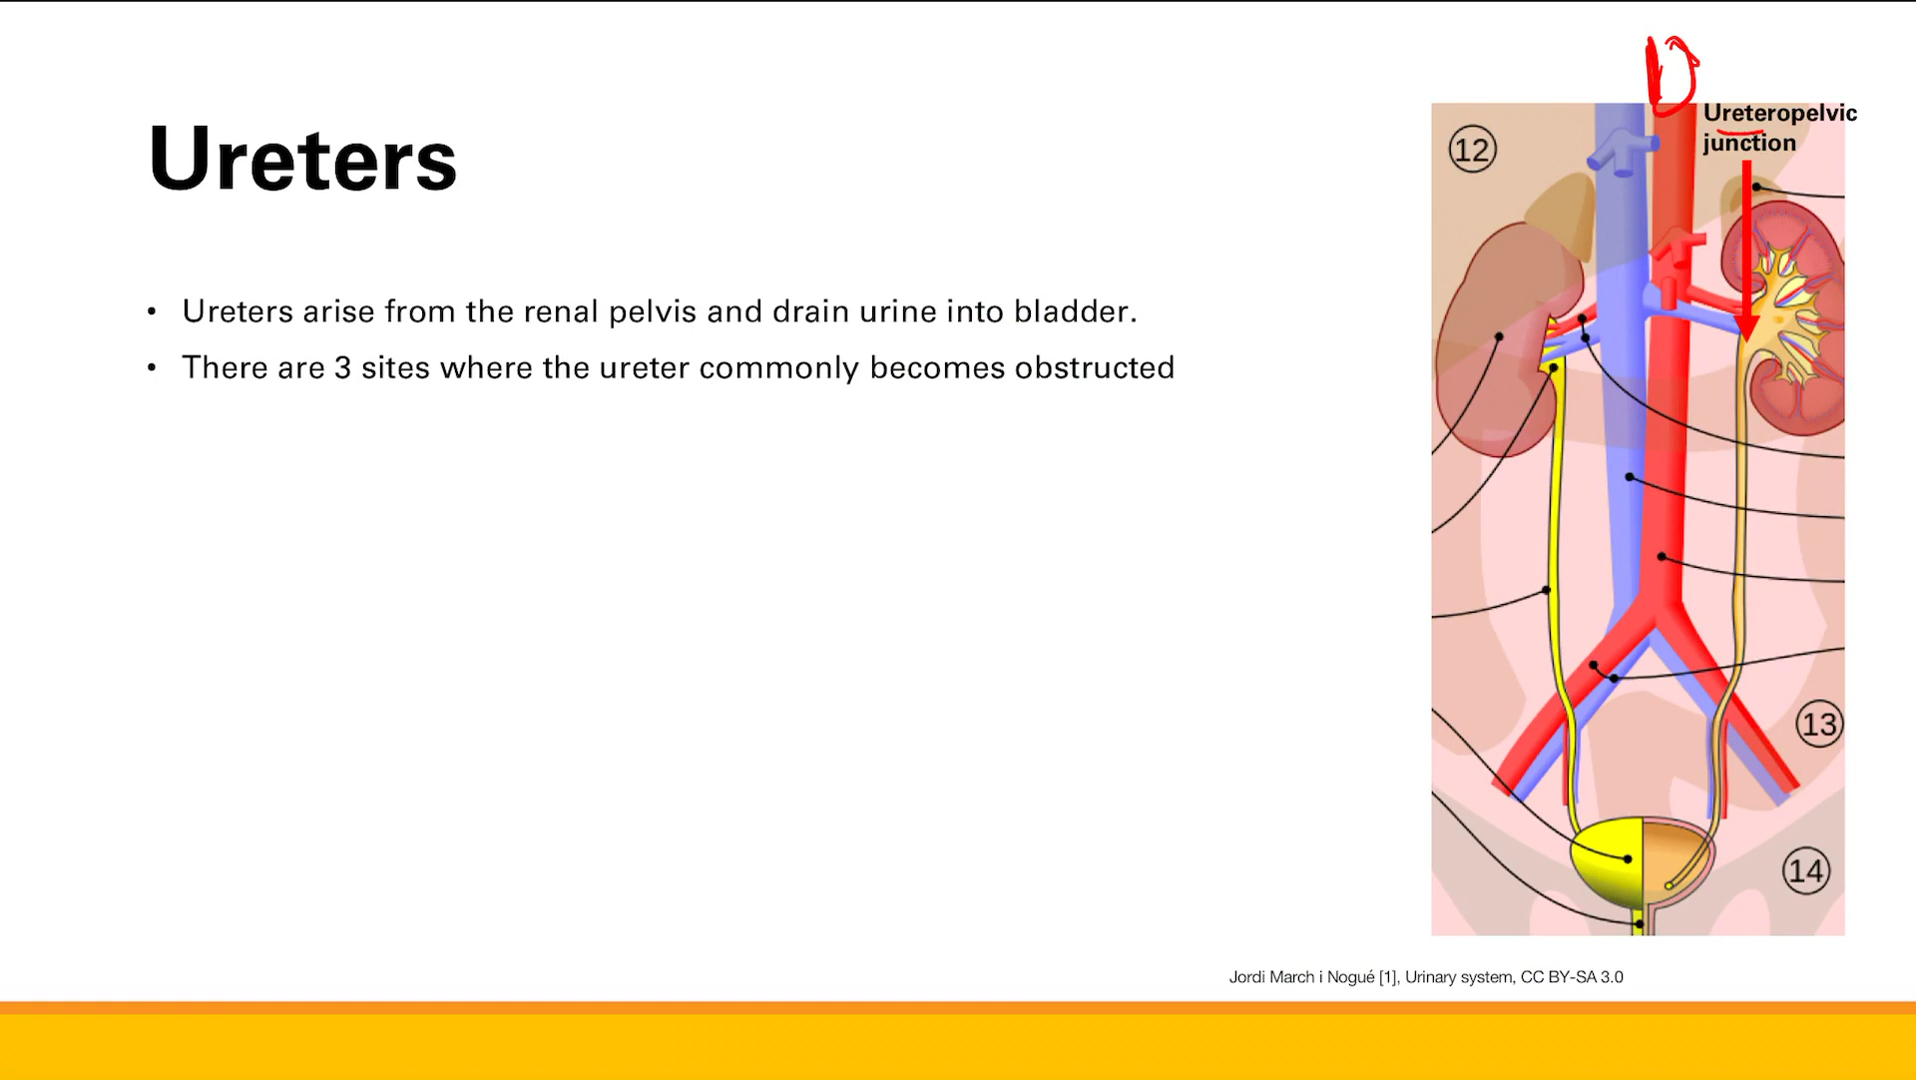 Ureters
• Ureters arise from the renal pelvis and drain urine into bladder.
• There are 3 sites where the ureter commonly becomes obstructed
Ureteropelvic
junction
12
13
14
Jordi March i Nogué [1], Urinary system, CC BY-SA 3.0